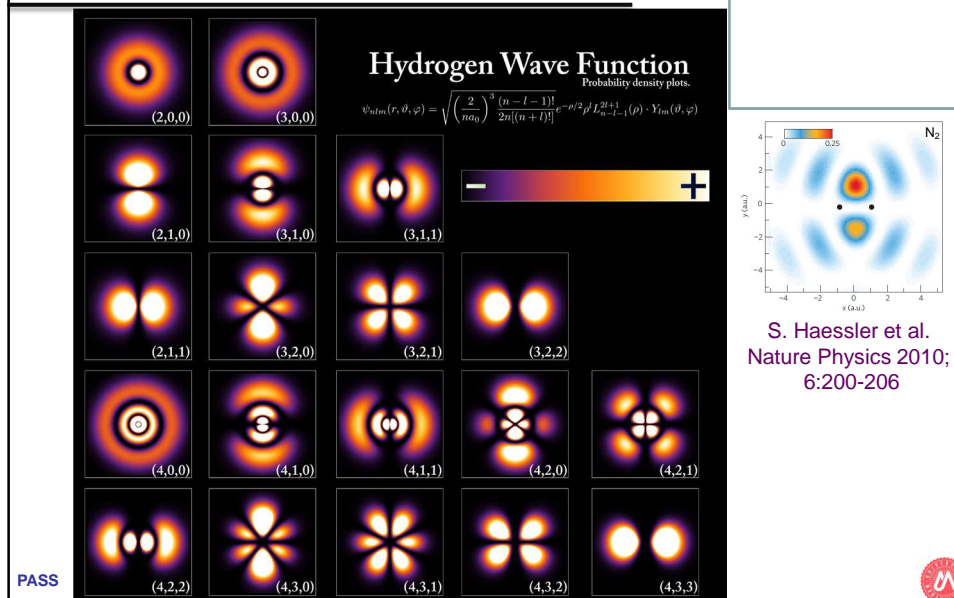 Hydrogen Wave Function
Probability density plots.
ψnlm(r, ϑ, φ) = √((2/na₀)³ (n − l − 1)!/2n[(n + l)!]) e^(−ρ/2) ρ^l L_(n−l−1)^(2l+1)(ρ) · Ylm(ϑ, φ)
(2,0,0)
(3,0,0)
(2,1,0)
(3,1,0)
(3,1,1)
− +
(2,1,1)
(3,2,0)
(3,2,1)
(3,2,2)
(4,0,0)
(4,1,0)
(4,1,1)
(4,2,0)
(4,2,1)
(4,2,2)
(4,3,0)
(4,3,1)
(4,3,2)
(4,3,3)
N₂
0 0.25
4
2
0
−2
−4
y (a.u.)
−4 −2 0 2 4
x (a.u.)
S. Haessler et al.
Nature Physics 2010;
6:200-206
PASS